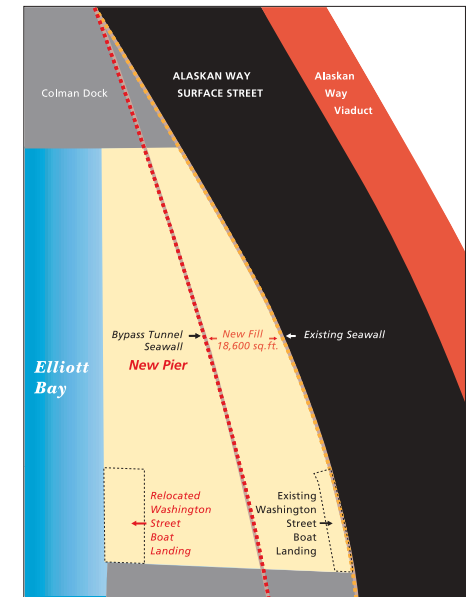 ALASKAN WAY
SURFACE STREET
Alaskan
Way
Viaduct
Colman Dock
Bypass Tunnel
Seawall
New Fill
18,600 sq.ft.
Existing Seawall
New Pier
Elliott
Bay
Relocated
Washington
Street
Boat
Landing
Existing
Washington
Street
Boat
Landing